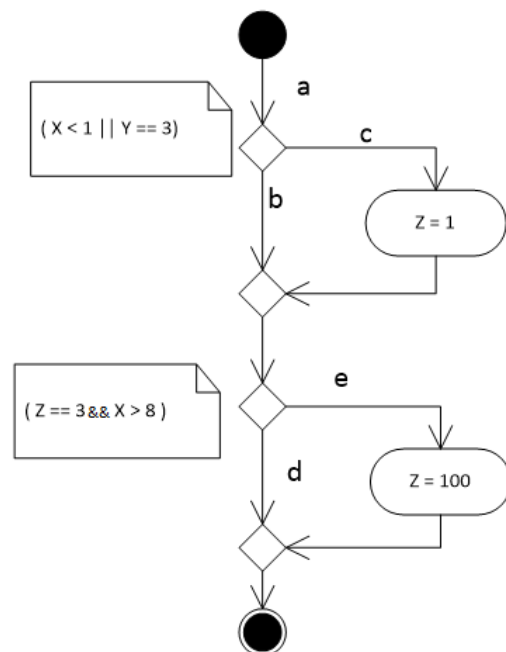 a
( X < 1 || Y == 3)
c
b
Z = 1
e
( Z == 3&& X > 8 )
d
Z = 100